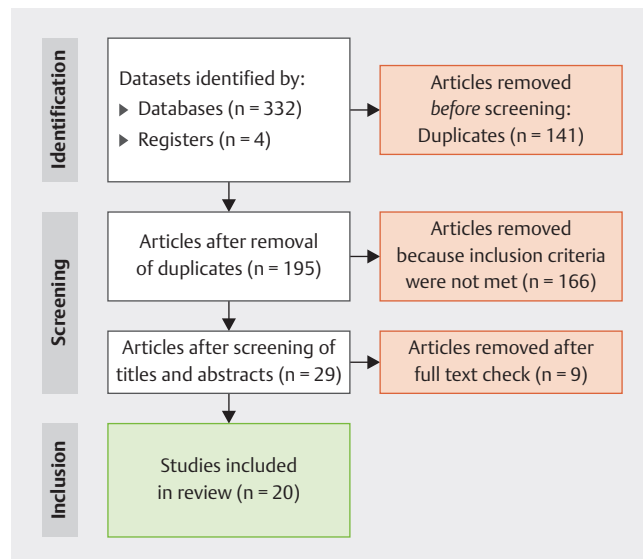 Identification
Datasets identified by:
▶ Databases (n = 332)
▶ Registers (n = 4)
Articles removed
before screening:
Duplicates (n = 141)
Screening
Articles after removal
of duplicates (n = 195)
Articles removed
because inclusion criteria
were not met (n = 166)
Articles after screening of
titles and abstracts (n = 29)
Articles removed after
full text check (n = 9)
Inclusion
Studies included
in review (n = 20)